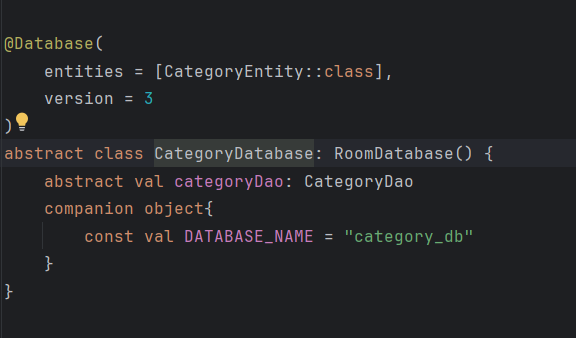 @Database(
    entities = [CategoryEntity::class],
    version = 3
)
abstract class CategoryDatabase: RoomDatabase() {
    abstract val categoryDao: CategoryDao
    companion object{
        const val DATABASE_NAME = "category_db"
    }
}